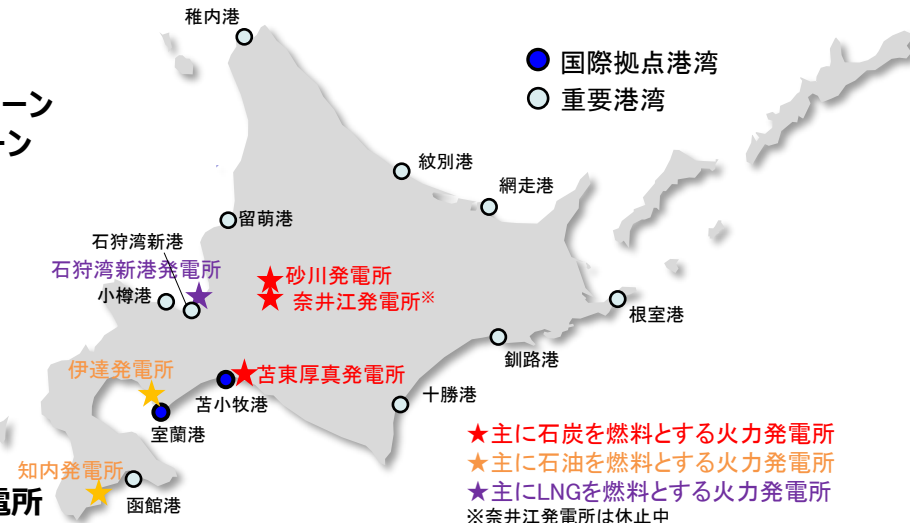 稚内港
国際拠点港湾
重要港湾
ーン
ーン
紋別港
網走港
留萌港
石狩湾新港
石狩湾新港発電所
小樽港
★砂川発電所
★奈井江発電所※
根室港
釧路港
伊達発電所
★苫東厚真発電所
苫小牧港
十勝港
室蘭港
★主に石炭を燃料とする火力発電所
★主に石油を燃料とする火力発電所
★主にLNGを燃料とする火力発電所
※奈井江発電所は休止中
知内発電所
電所
函館港